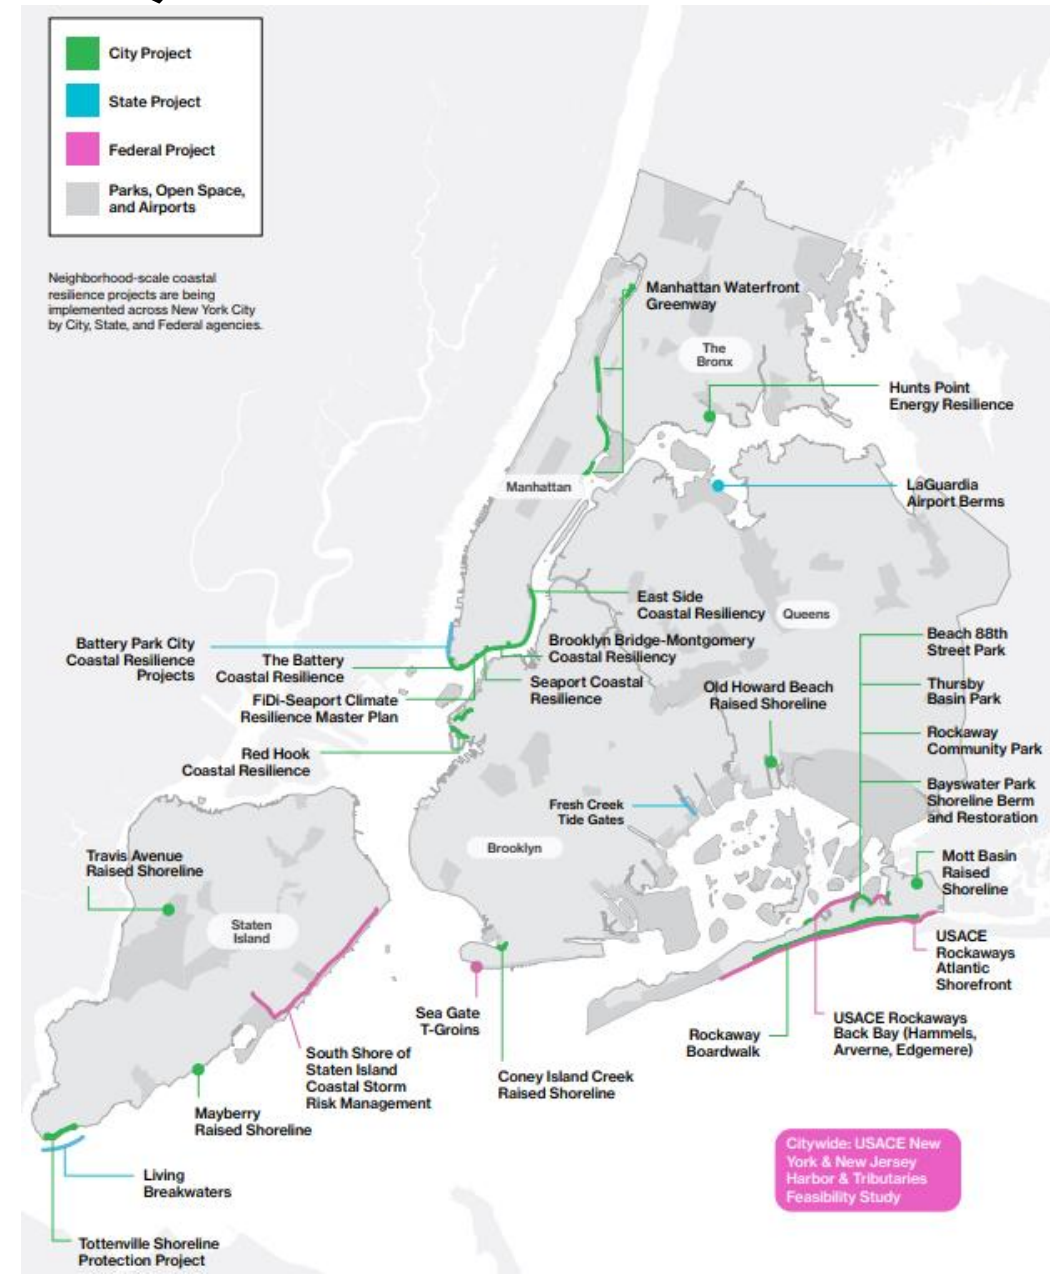 City Project
State Project
Federal Project
Parks, Open Space,
and Airports
Neighborhood-scale coastal
resilience projects are being
implemented across New York City
by City, State, and Federal agencies.
Manhattan Waterfront
Greenway
The
Bronx
Hunts Point
Energy Resilience
Manhattan
LaGuardia
Airport Berms
East Side
Coastal Resiliency
Queens
Battery Park City
Coastal Resilience
Projects
The Battery
Coastal Resilience
Brooklyn Bridge-Montgomery
Coastal Resiliency
Beach 88th
Street Park
FiDi-Seaport Climate
Resilience Master Plan
Seaport Coastal
Resilience
Old Howard Beach
Raised Shoreline
Thursby
Basin Park
Red Hook
Coastal Resilience
Rockaway
Community Park
Fresh Creek
Tide Gates
Bayswater Park
Shoreline Berm
and Restoration
Brooklyn
Travis Avenue
Raised Shoreline
Mott Basin
Raised
Shoreline
Staten
Island
USACE
Rockaways
Atlantic
Shorefront
Sea Gate
T-Groins
Rockaway
Boardwalk
USACE Rockaways
Back Bay (Hammels,
Arverne, Edgemere)
South Shore of
Staten Island
Coastal Storm
Risk Management
Coney Island Creek
Raised Shoreline
Mayberry
Raised Shoreline
Citywide: USACE New
York & New Jersey
Harbor & Tributaries
Feasibility Study
Living
Breakwaters
Tottenville Shoreline
Protection Project